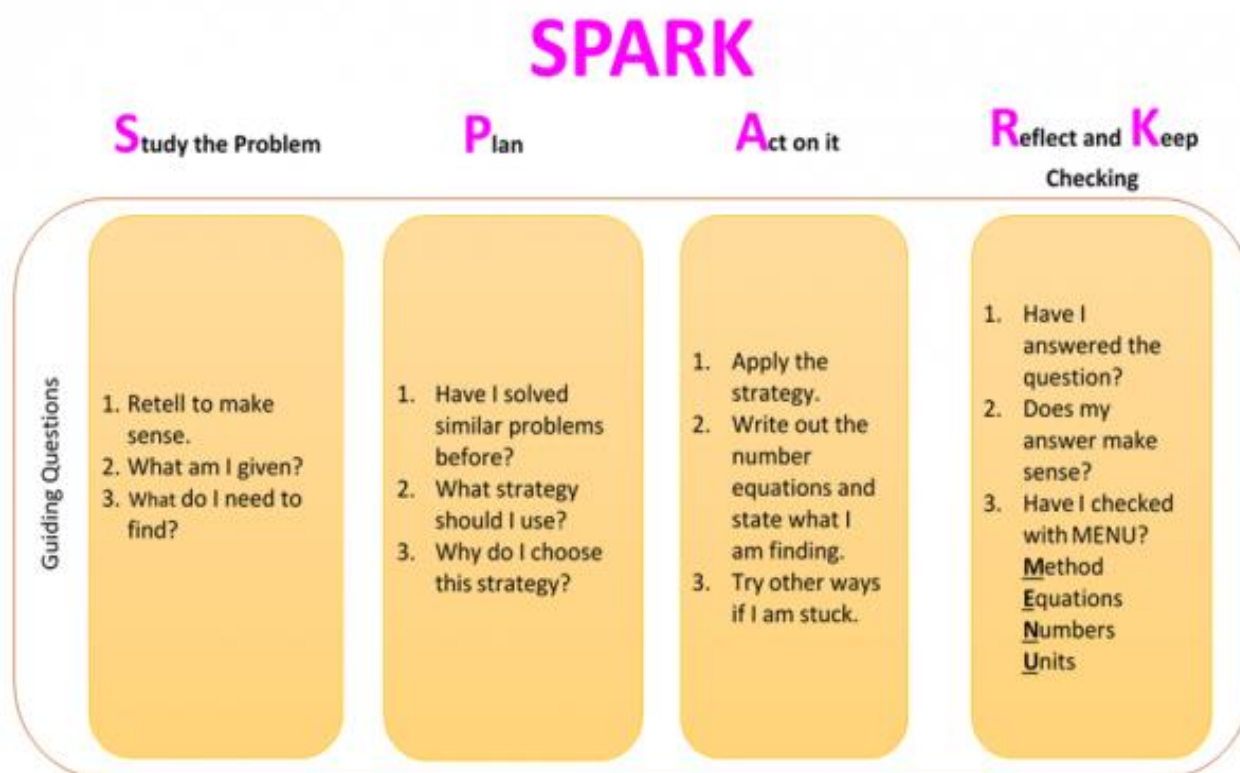 SPARK
Study the Problem
Plan
Act on it
Reflect and Keep
Checking
Guiding Questions
1. Retell to make
sense.
2. What am I given?
3. What do I need to
find?
1. Have I solved
similar problems
before?
2. What strategy
should I use?
3. Why do I choose
this strategy?
1. Apply the
strategy.
2. Write out the
number
equations and
state what I
am finding.
3. Try other ways
if I am stuck.
1. Have I
answered the
question?
2. Does my
answer make
sense?
3. Have I checked
with MENU?
Method
Equations
Numbers
Units